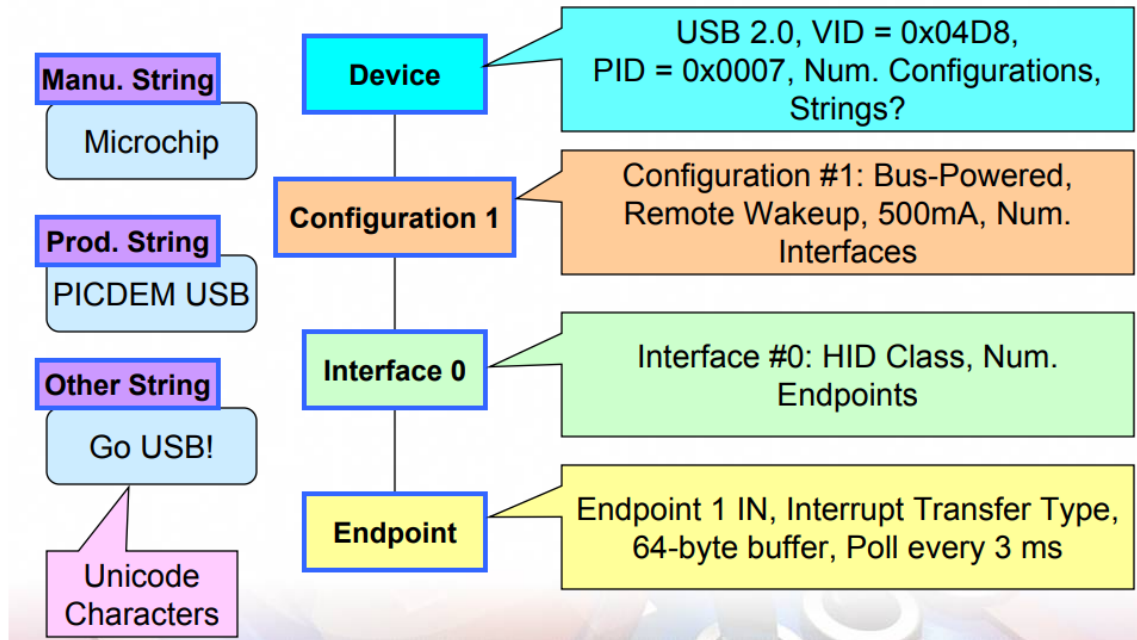 Manu. String
Microchip
Prod. String
PICDEM USB
Other String
Go USB!
Unicode
Characters
Device
USB 2.0, VID = 0x04D8,
PID = 0x0007, Num. Configurations,
Strings?
Configuration 1
Configuration #1: Bus-Powered,
Remote Wakeup, 500mA, Num.
Interfaces
Interface 0
Interface #0: HID Class, Num.
Endpoints
Endpoint
Endpoint 1 IN, Interrupt Transfer Type,
64-byte buffer, Poll every 3 ms